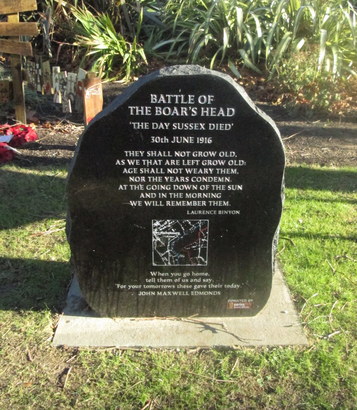 BATTLE OF
THE BOAR'S HEAD
'THE DAY SUSSEX DIED'
30th JUNE 1916
THEY SHALL NOT GROW OLD,
AS WE THAT ARE LEFT GROW OLD:
AGE SHALL NOT WEARY THEM,
NOR THE YEARS CONDEMN.
AT THE GOING DOWN OF THE SUN
AND IN THE MORNING
WE WILL REMEMBER THEM.
LAURENCE BINYON
When you go home,
tell them of us and say,
'For your tomorrows these gave their today.
JOHN MAXWELL EDMONDS